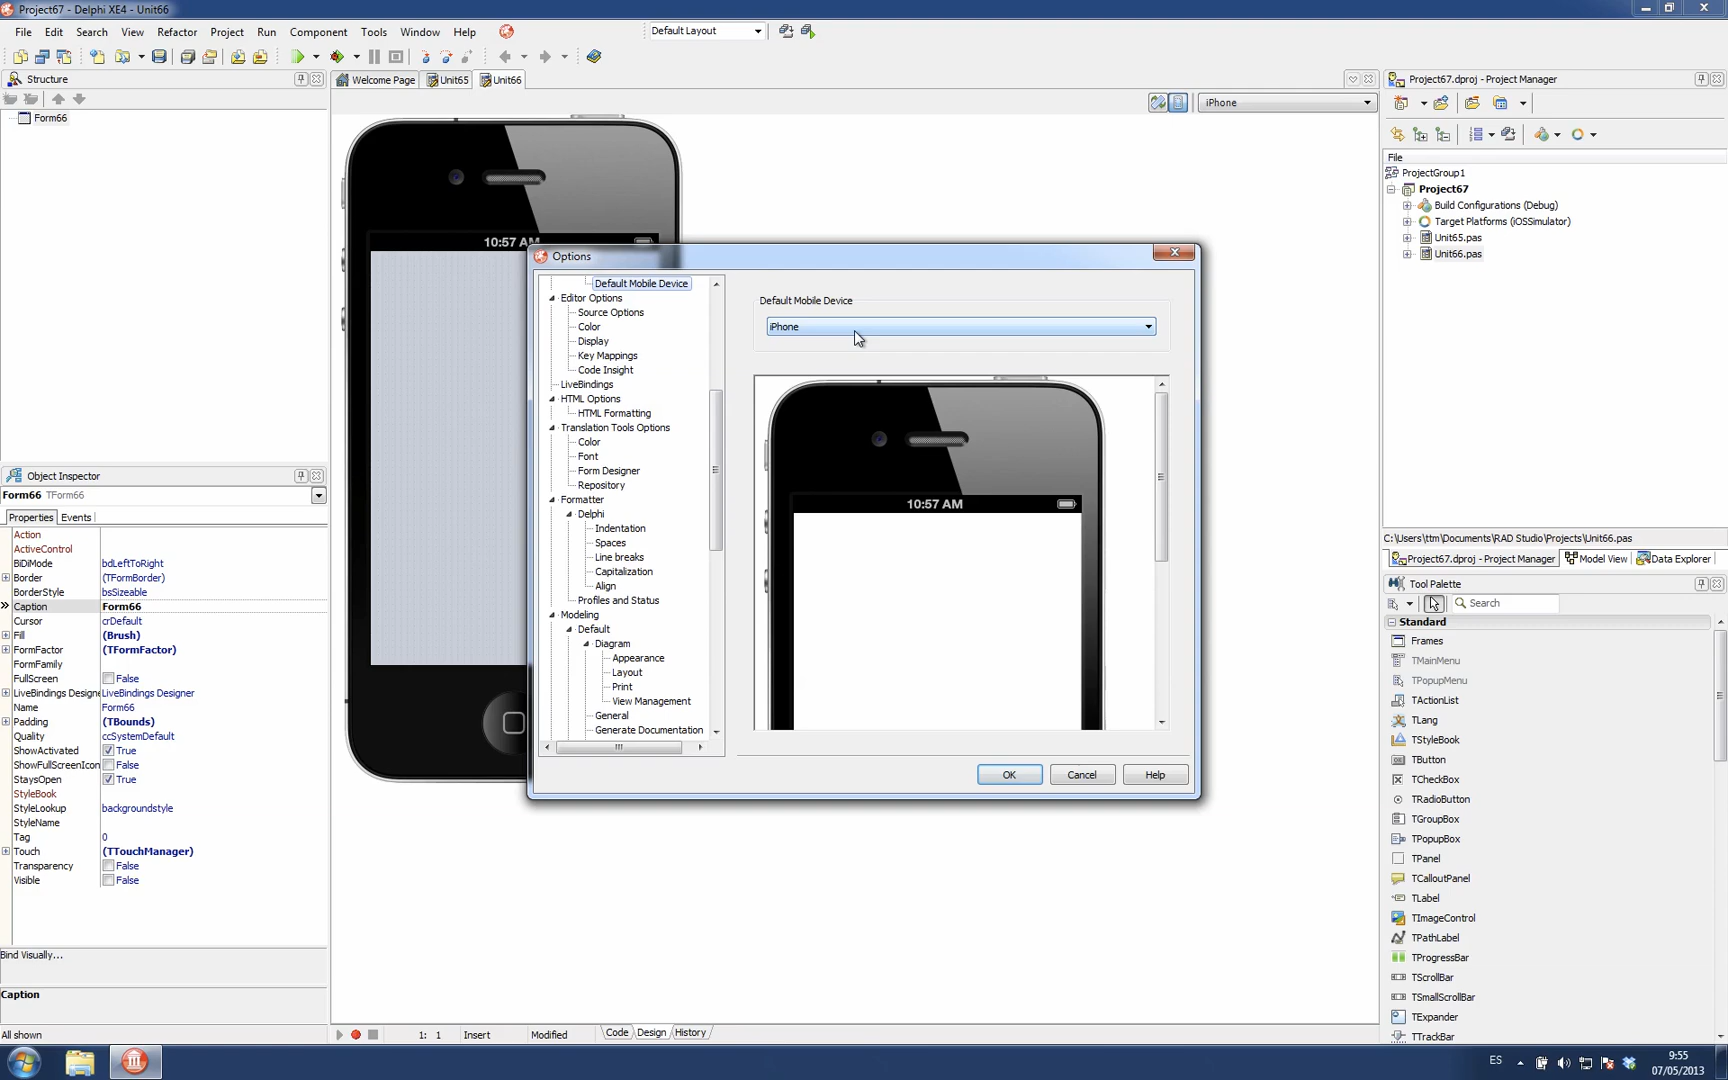 Project67 - Delphi XE4 - Unit66
File Edit Search View Refactor Project Run Component Tools Window Help
Default Layout
Structure
Form66
Welcome Page Unit65 Unit66
iPhone
10:57 AM
Object Inspector
Form66 TForm66
Properties Events
Action
ActiveControl
BiDiMode bdLeftToRight
Border (TFormBorder)
BorderStyle bsSizeable
Caption Form66
Cursor crDefault
Fill (Brush)
FormFactor (TFormFactor)
FormFamily
FullScreen False
LiveBindings Designe LiveBindings Designer
Name Form66
Padding (TBounds)
Quality ccSystemDefault
ShowActivated True
ShowFullScreenIcon False
StaysOpen True
StyleBook
StyleLookup backgroundstyle
StyleName
Tag 0
Touch (TTouchManager)
Transparency False
Visible False
Bind Visually...
Caption
All shown
Options
Default Mobile Device
Editor Options
Source Options
Color
Display
Key Mappings
Code Insight
LiveBindings
HTML Options
HTML Formatting
Translation Tools Options
Color
Font
Form Designer
Repository
Formatter
Delphi
Indentation
Spaces
Line breaks
Capitalization
Align
Profiles and Status
Modeling
Default
Diagram
Appearance
Layout
Print
View Management
General
Generate Documentation
Default Mobile Device
iPhone
10:57 AM
OK Cancel Help
1: 1 Insert Modified
Code Design History
Project67.dproj - Project Manager
File
ProjectGroup1
Project67
Build Configurations (Debug)
Target Platforms (iOSSimulator)
Unit65.pas
Unit66.pas
C:\Users\ttm\Documents\RAD Studio\Projects\Unit66.pas
Project67.dproj - Project Manager Model View Data Explorer
Tool Palette
Search
Standard
Frames
TMainMenu
TPopupMenu
TActionList
TLang
TStyleBook
TButton
TCheckBox
TRadioButton
TGroupBox
TPopupBox
TPanel
TCalloutPanel
TLabel
TImageControl
TPathLabel
TProgressBar
TScrollBar
TSmallScrollBar
TExpander
TTrackBar
ES
9:55
07/05/2013